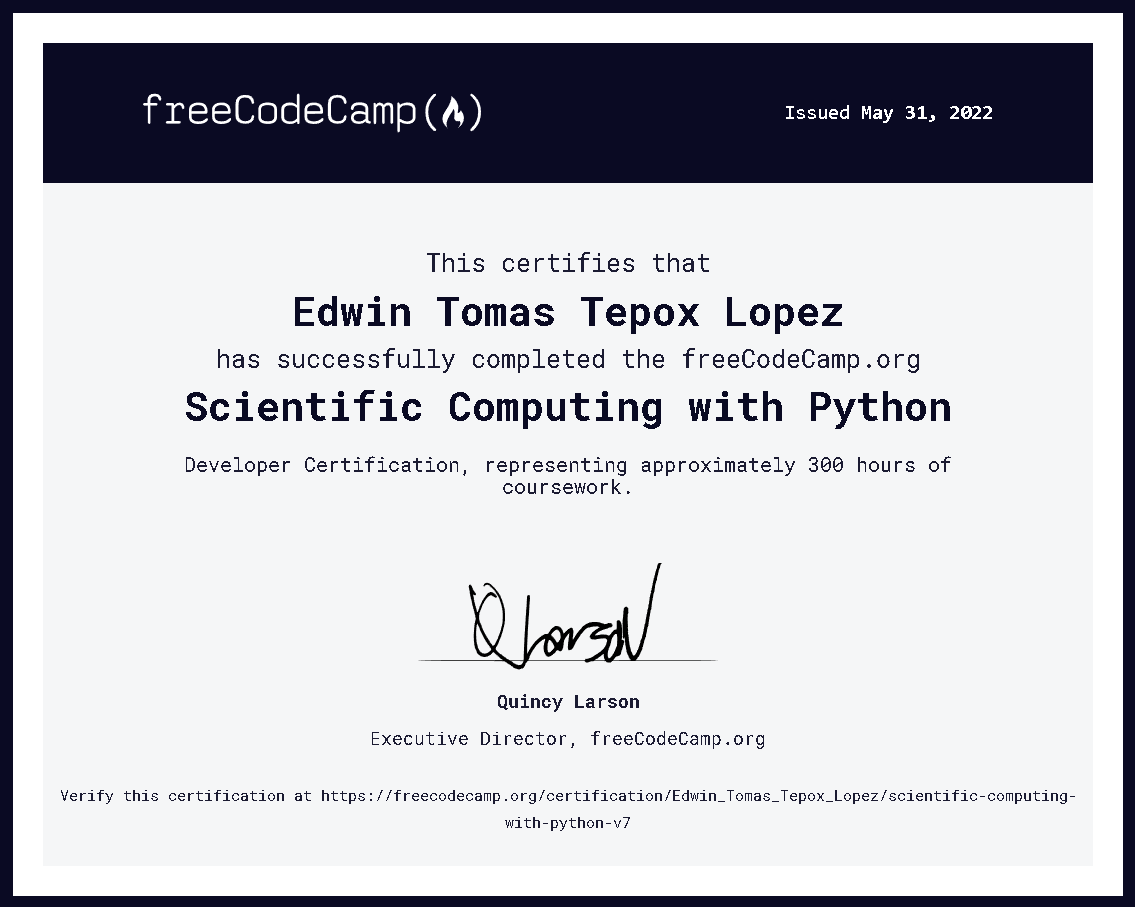 freeCodeCamp(🔥)
Issued May 31, 2022
This certifies that
Edwin Tomas Tepox Lopez
has successfully completed the freeCodeCamp.org
Scientific Computing with Python
Developer Certification, representing approximately 300 hours of
coursework.
Q Larson
Quincy Larson
Executive Director, freeCodeCamp.org
Verify this certification at https://freecodecamp.org/certification/Edwin_Tomas_Tepox_Lopez/scientific-computing-
with-python-v7